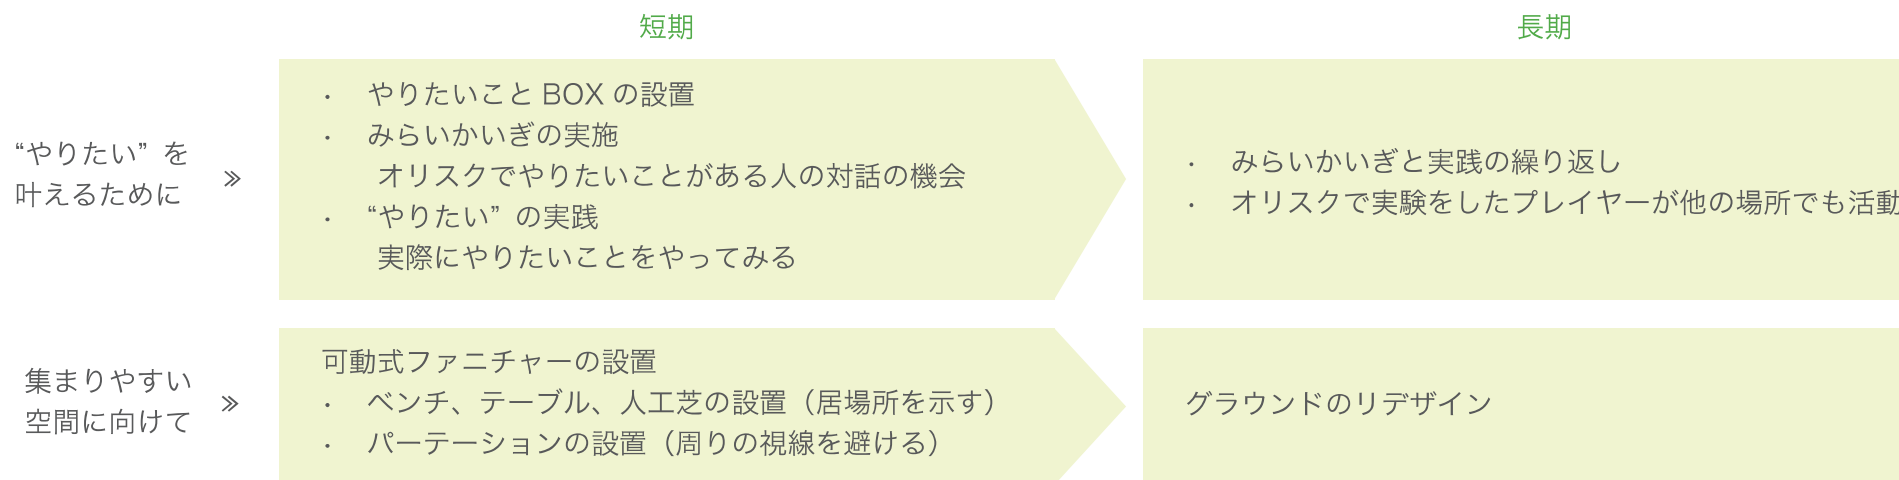 短期
長期
“やりたい”を
叶えるために
≫
・ やりたいこと BOX の設置
・ みらいかいぎの実施
オリスクでやりたいことがある人の対話の機会
・ “やりたい”の実践
実際にやりたいことをやってみる
・ みらいかいぎと実践の繰り返し
・ オリスクで実験をしたプレイヤーが他の場所でも活動
集まりやすい
空間に向けて
≫
可動式ファニチャーの設置
・ ベンチ、テーブル、人工芝の設置（居場所を示す）
・ パーテーションの設置（周りの視線を避ける）
グラウンドのリデザイン